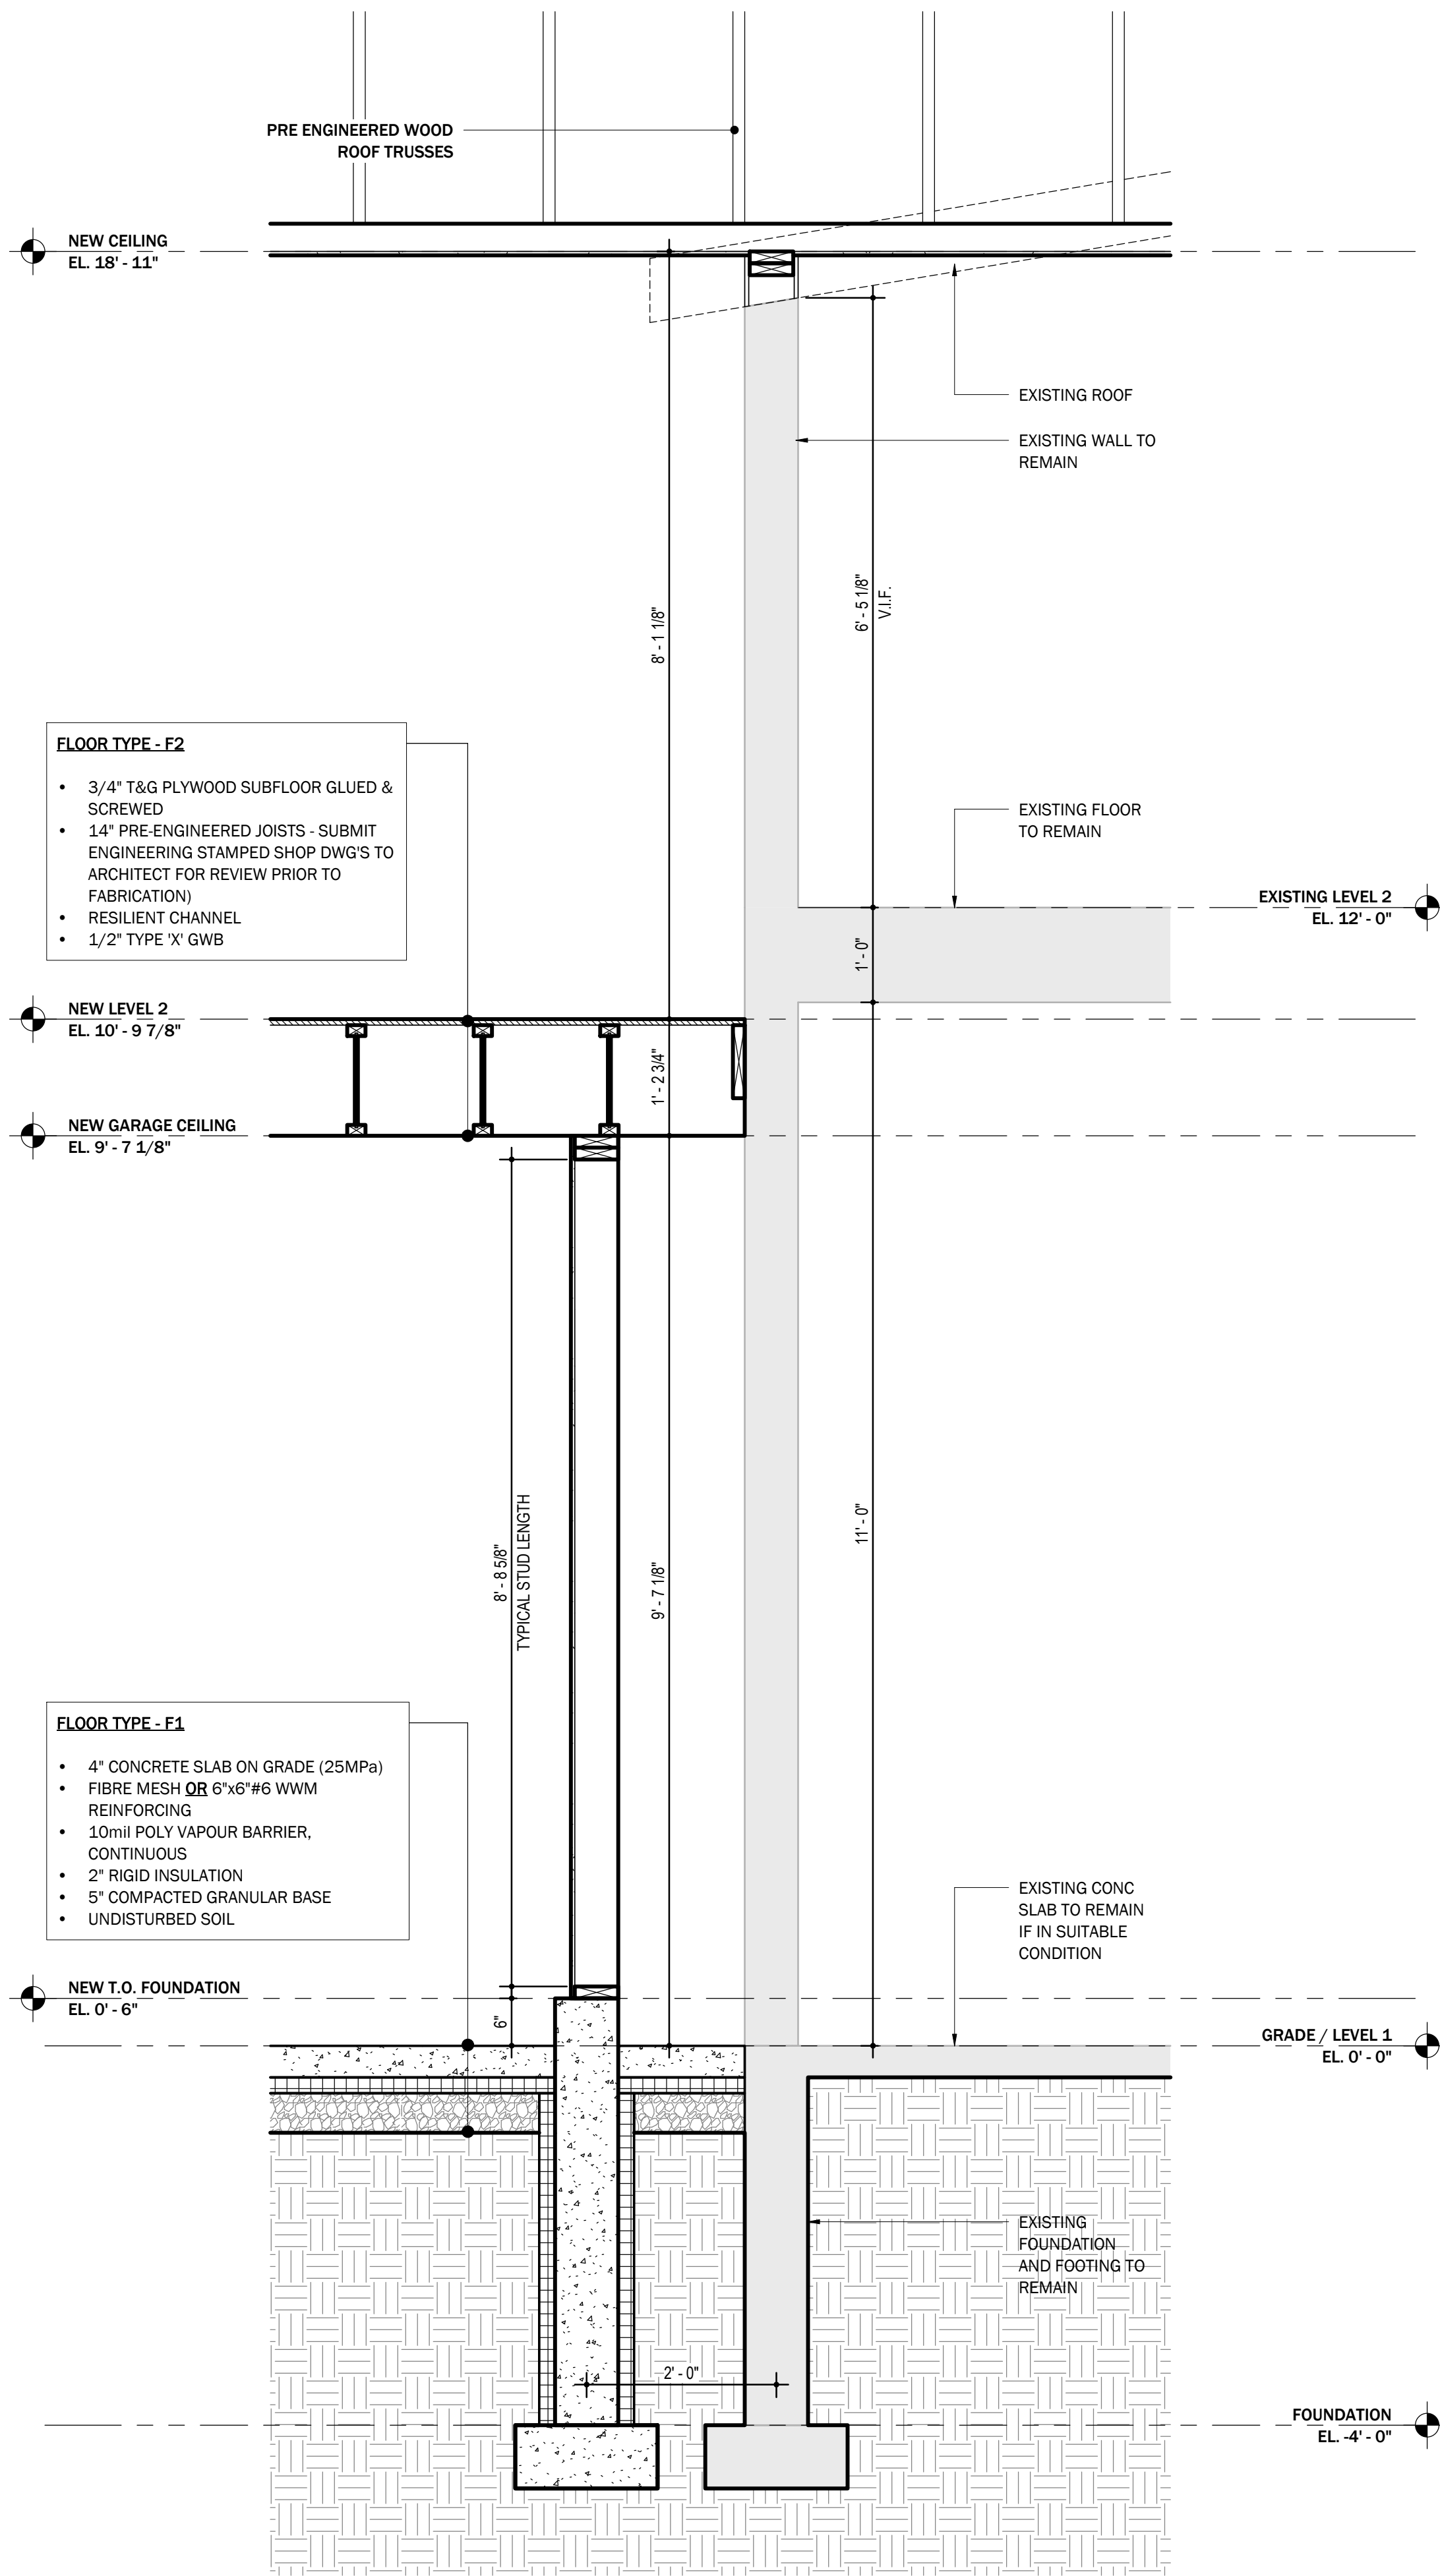 PRE ENGINEERED WOOD
ROOF TRUSSES
NEW CEILING
EL. 18' - 11"
EXISTING ROOF
EXISTING WALL TO
REMAIN
8' - 1 1/8"
6' - 5 1/8"
V.I.F.
FLOOR TYPE - F2
• 3/4" T&G PLYWOOD SUBFLOOR GLUED &
SCREWED
• 14" PRE-ENGINEERED JOISTS - SUBMIT
ENGINEERING STAMPED SHOP DWG'S TO
ARCHITECT FOR REVIEW PRIOR TO
FABRICATION)
• RESILIENT CHANNEL
• 1/2" TYPE 'X' GWB
EXISTING FLOOR
TO REMAIN
EXISTING LEVEL 2
EL. 12' - 0"
1' - 0"
NEW LEVEL 2
EL. 10' - 9 7/8"
1' - 2 3/4"
NEW GARAGE CEILING
EL. 9' - 7 1/8"
8' - 8 5/8"
TYPICAL STUD LENGTH
9' - 7 1/8"
11' - 0"
FLOOR TYPE - F1
• 4" CONCRETE SLAB ON GRADE (25MPa)
• FIBRE MESH OR 6"x6"#6 WWM
REINFORCING
• 10mil POLY VAPOUR BARRIER,
CONTINUOUS
• 2" RIGID INSULATION
• 5" COMPACTED GRANULAR BASE
• UNDISTURBED SOIL
EXISTING CONC
SLAB TO REMAIN
IF IN SUITABLE
CONDITION
NEW T.O. FOUNDATION
EL. 0' - 6"
6"
GRADE / LEVEL 1
EL. 0' - 0"
EXISTING
FOUNDATION
AND FOOTING TO
REMAIN
2' - 0"
FOUNDATION
EL. -4' - 0"